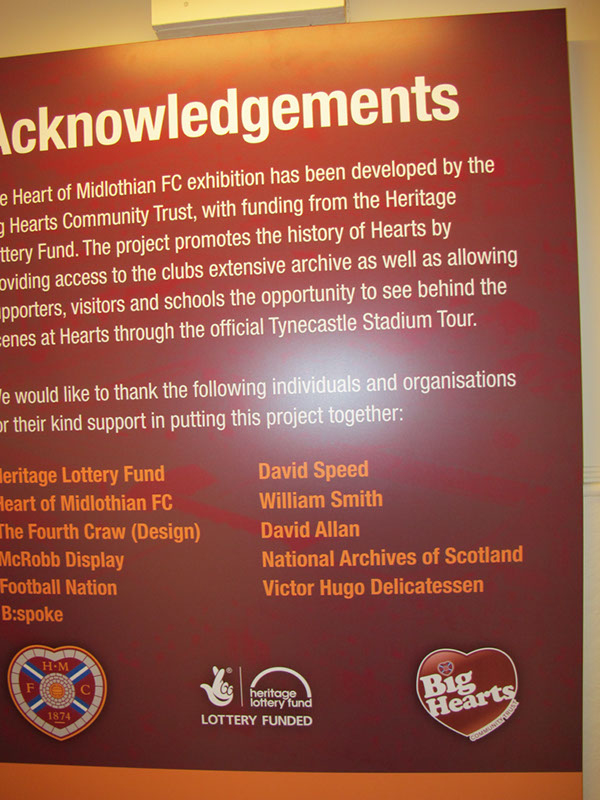 Acknowledgements
e Heart of Midlothian FC exhibition has been developed by the
g Hearts Community Trust, with funding from the Heritage
ttery Fund. The project promotes the history of Hearts by
oviding access to the clubs extensive archive as well as allowing
pporters, visitors and schools the opportunity to see behind the
cenes at Hearts through the official Tynecastle Stadium Tour.
e would like to thank the following individuals and organisations
or their kind support in putting this project together:
Heritage Lottery Fund
Heart of Midlothian FC
The Fourth Craw (Design)
McRobb Display
Football Nation
B:spoke
David Speed
William Smith
David Allan
National Archives of Scotland
Victor Hugo Delicatessen
H·M
F C
1874
heritage
lottery fund
LOTTERY FUNDED
Big
Hearts
COMMUNITY TRUST